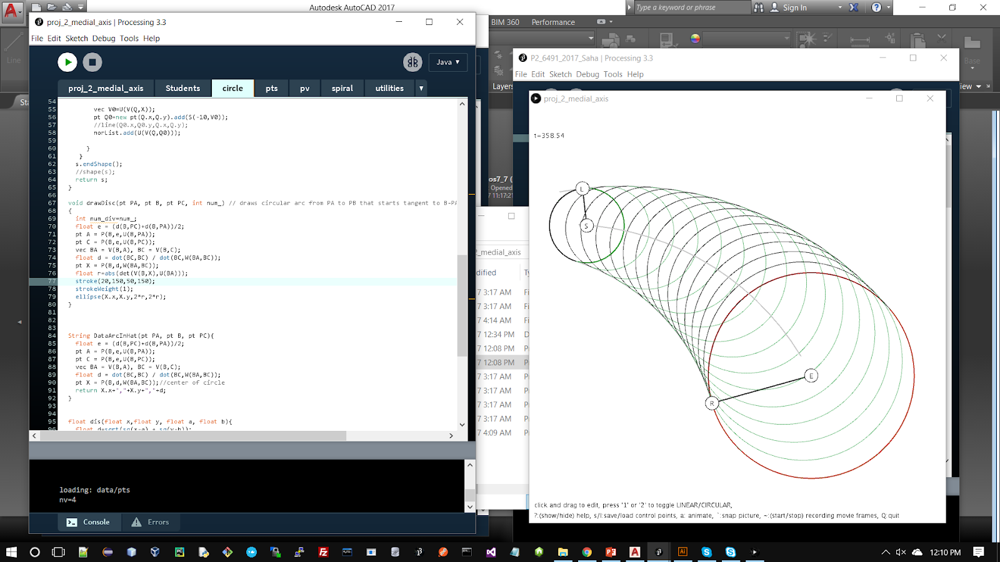 Autodesk AutoCAD 2017
Type a keyword or phrase
Sign In
proj_2_medial_axis | Processing 3.3
File Edit Sketch Debug Tools Help
Java ▾
proj_2_medial_axis Students circle pts pv spiral utilities ▾
54
55 vec V0=U(V(Q,X));
56 pt Q0=new pt(Q.x,Q.y).add(S(-10,V0));
57 //line(Q0.x,Q0.y,Q.x,Q.y);
58 norList.add(U(V(Q,Q0)));
59
60 }
61 }
62 s.endShape();
63 //shape(s);
64 return s;
65 }
66
67 void drawDisc(pt PA, pt B, pt PC, int num_) // draws circular arc from PA to PB that starts tangent to B-PA
68 {
69 int num_div=num_;
70 float e = (d(B,PC)+d(B,PA))/2;
71 pt A = P(B,e,U(B,PA));
72 pt C = P(B,e,U(B,PC));
73 vec BA = V(B,A), BC = V(B,C);
74 float d = dot(BC,BC) / dot(BC,W(BA,BC));
75 pt X = P(B,d,W(BA,BC));
76 float r=abs(det(V(B,X),U(BA)));
77 stroke(20,150,50,150);
78 strokeWeight(1);
79 ellipse(X.x,X.y,2*r,2*r);
80 }
81
82
83
84 String DataArcInHat(pt PA, pt B, pt PC){
85 float e = (d(B,PC)+d(B,PA))/2;
86 pt A = P(B,e,U(B,PA));
87 pt C = P(B,e,U(B,PC));
88 vec BA = V(B,A), BC = V(B,C);
89 float d = dot(BC,BC) / dot(BC,W(BA,BC));
90 pt X = P(B,d,W(BA,BC));//center of circle
91 return X.x+","+X.y+","+d;
92 }
93
94
95 float dis(float x,float y, float a, float b){
96 float d=sqrt(sq(x-a) + sq(y-b));
loading: data/pts
nv=4
Console Errors
Line
BIM 360 Performance
Layers
Base
iew
os7_7 (
Opened
11:17:21
2_medial_axis
dified Ty
7 3:17 AM Fi
7 3:17 AM Fi
7 4:14 AM Fi
7 12:34 PM D
7 12:08 PM P
7 12:08 PM P
7 3:17 AM P
7 3:17 AM P
7 3:17 AM P
7 3:17 AM P
7 4:09 AM P
P2_6491_2017_Saha | Processing 3.3
File Edit Sketch Debug Tools Help
proj_2_medial_axis
t=358.54
L
S
E
R
click and drag to edit, press '1' or '2' to toggle LINEAR/CIRCULAR,
?:(show/hide) help, s/l:save/load control points, a: animate, `:snap picture, ~:(start/stop) recording movie frames, Q:quit
12:10 PM